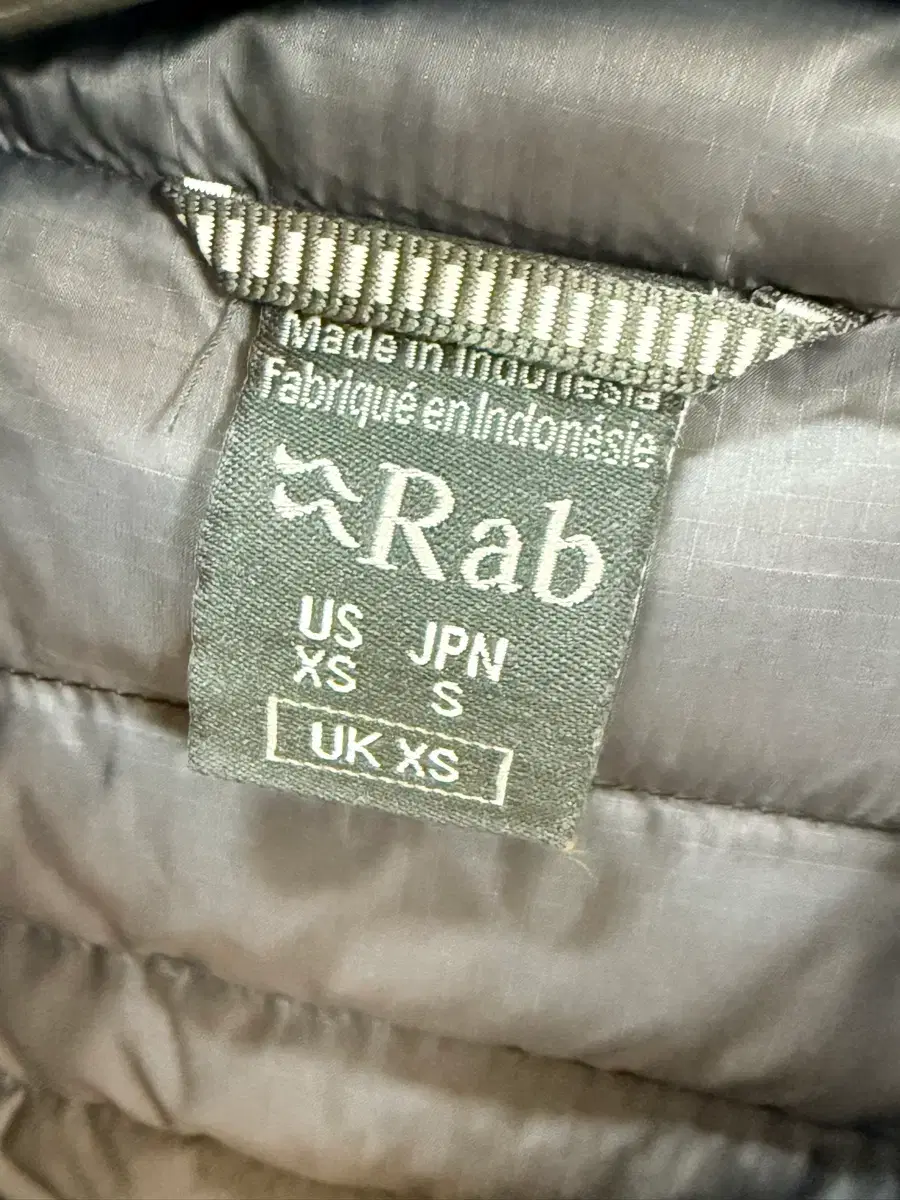 Made in Indonesia
Fabriqué en Indonésie
Rab
US JPN
XS S
UK XS